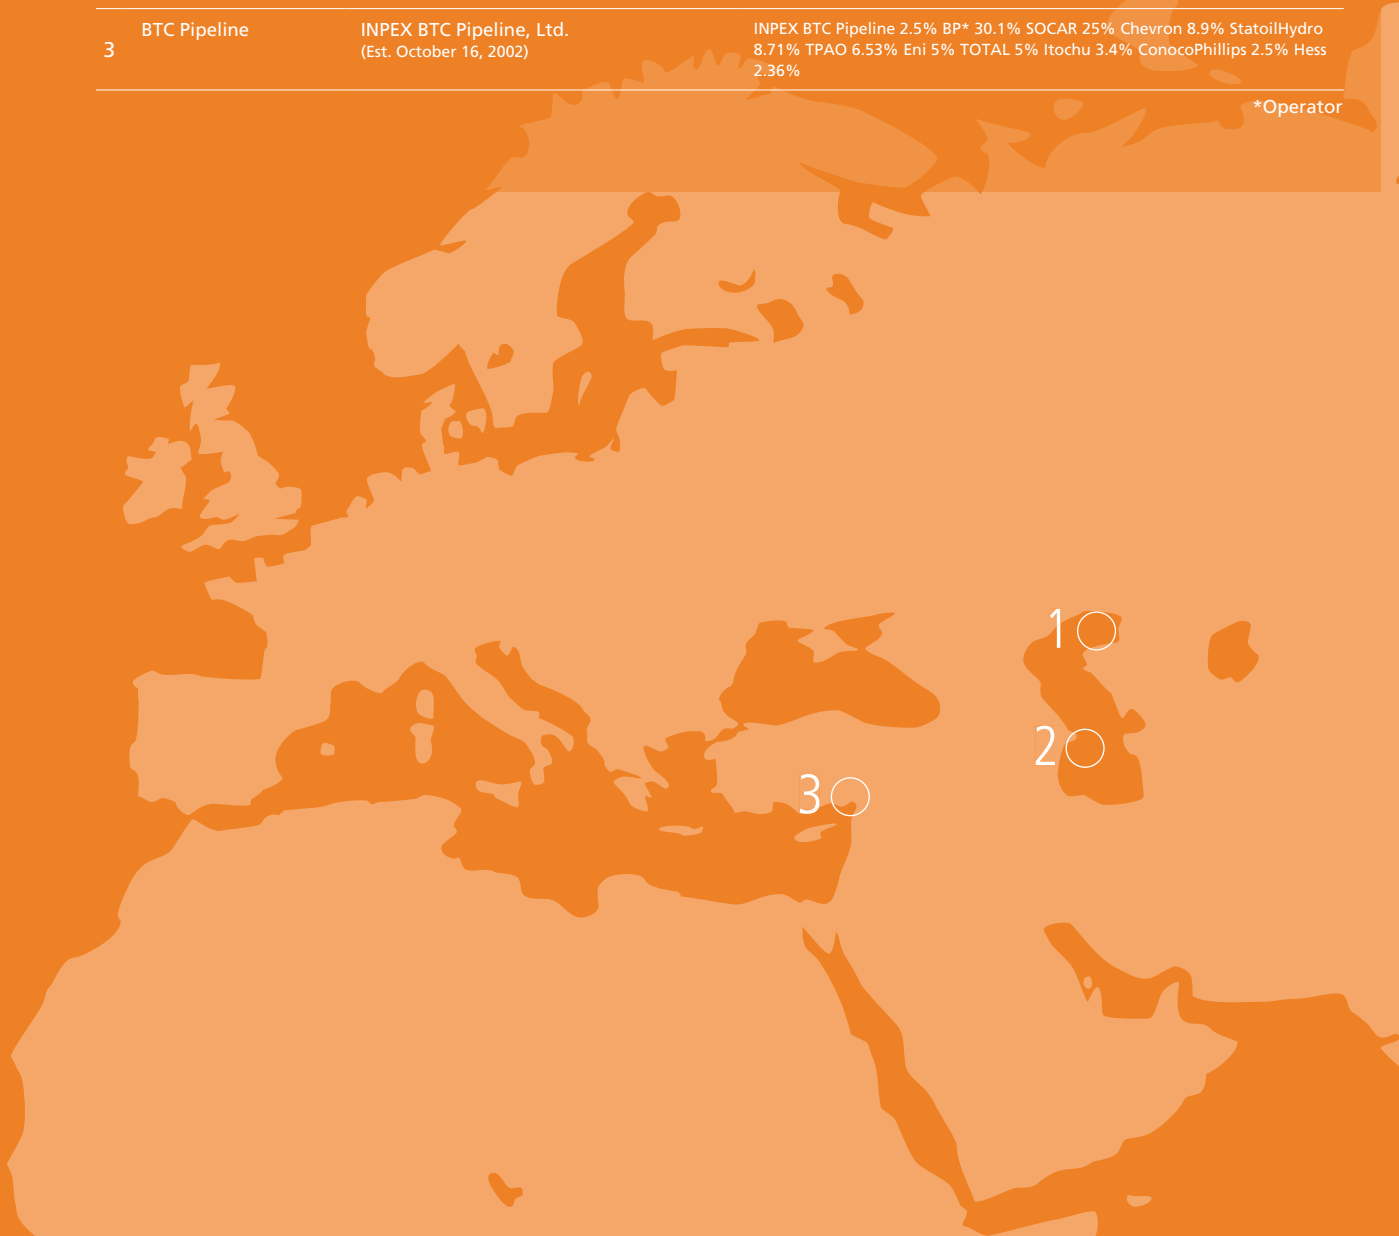 3
BTC Pipeline
INPEX BTC Pipeline, Ltd.
(Est. October 16, 2002)
INPEX BTC Pipeline 2.5% BP* 30.1% SOCAR 25% Chevron 8.9% StatoilHydro
8.71% TPAO 6.53% Eni 5% TOTAL 5% Itochu 3.4% ConocoPhillips 2.5% Hess
2.36%
*Operator
1
2
3